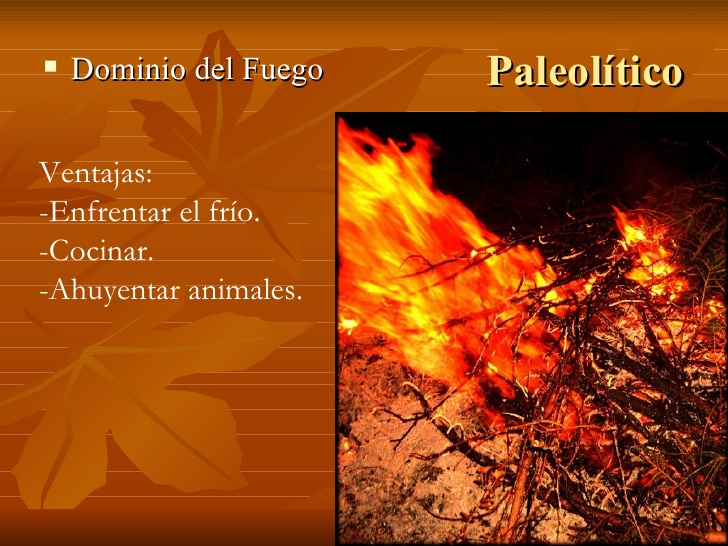 Paleolítico
▪ Dominio del Fuego
Ventajas:
-Enfrentar el frío.
-Cocinar.
-Ahuyentar animales.